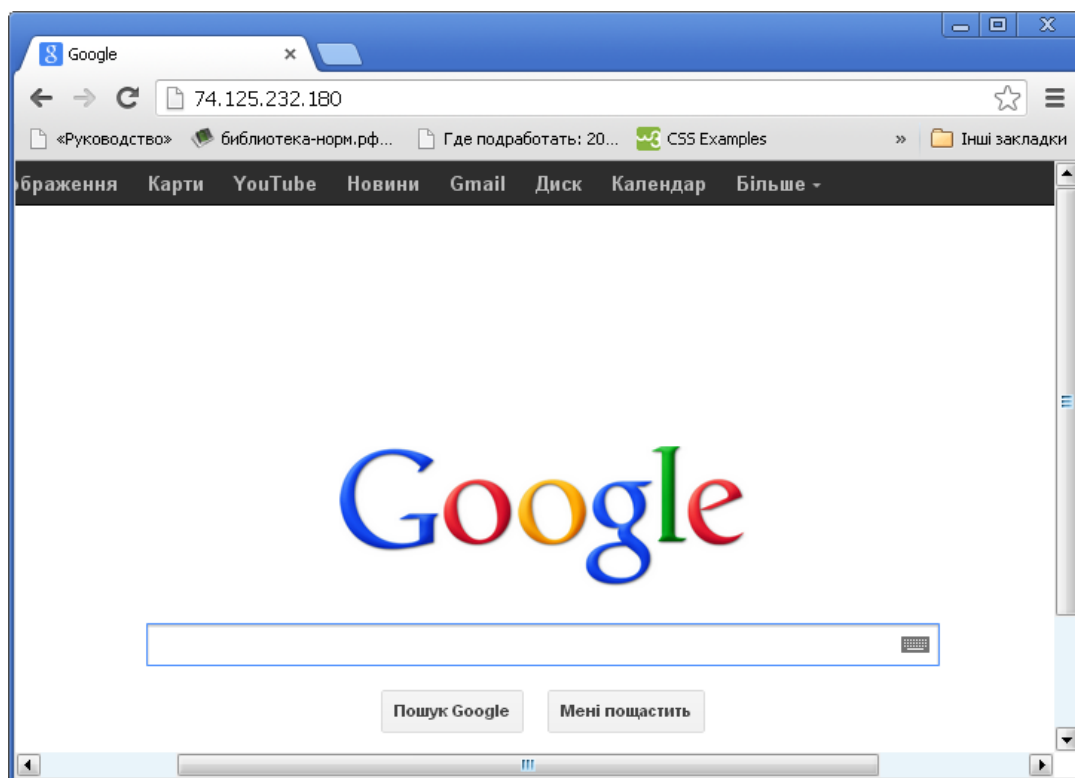 Google
74.125.232.180
«Руководство» библиотека-норм.рф... Где подработать: 20... CSS Examples » Інші закладки
ображення Карти YouTube Новини Gmail Диск Календар Більше
Google
Пошук Google Мені пощастить